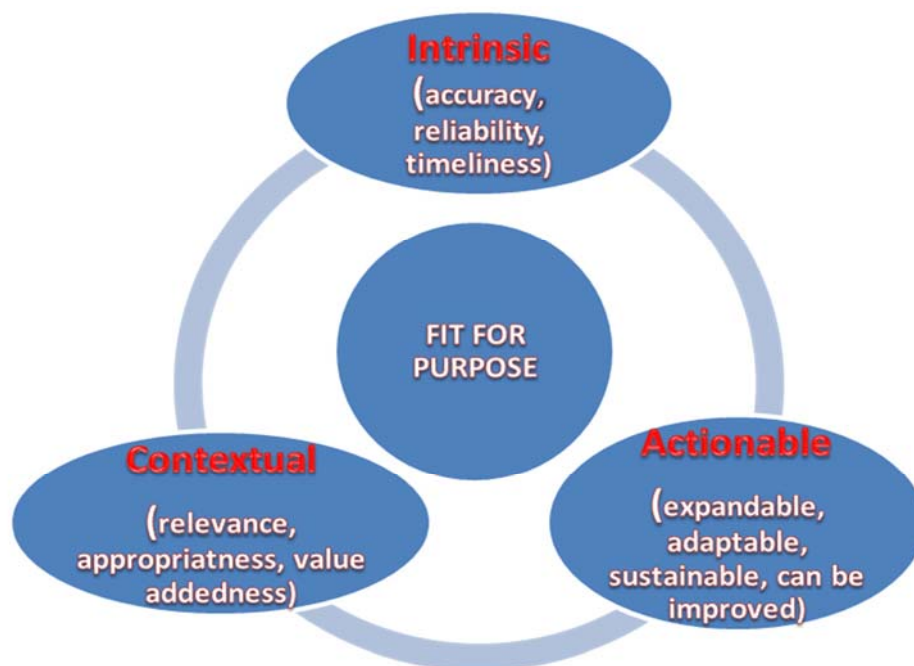 Intrinsic
(accuracy,
reliability,
timeliness)
FIT FOR
PURPOSE
Contextual
(relevance,
appropriatness, value
addedness)
Actionable
(expandable,
adaptable,
sustainable, can be
improved)